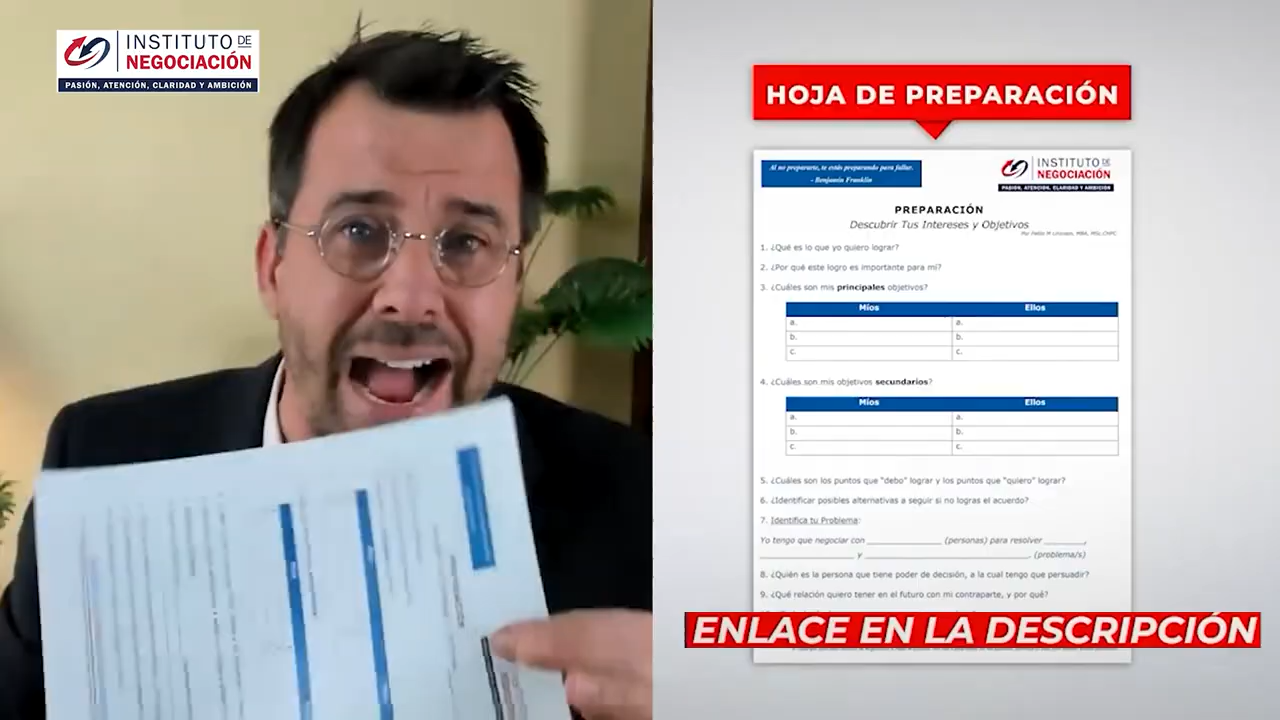 INSTITUTO DE
NEGOCIACIÓN
PASIÓN, ATENCIÓN, CLARIDAD Y AMBICIÓN
HOJA DE PREPARACIÓN
Al no prepararte, te estás preparando para fallar.
- Benjamin Franklin
INSTITUTO DE
NEGOCIACIÓN
PASIÓN, ATENCIÓN, CLARIDAD Y AMBICIÓN
PREPARACIÓN
Descubrir Tus Intereses y Objetivos
1. ¿Qué es lo que yo quiero lograr?
2. ¿Por qué este logro es importante para mí?
3. ¿Cuáles son mis principales objetivos?
Míos Ellos
a. a.
b. b.
c. c.
4. ¿Cuáles son mis objetivos secundarios?
Míos Ellos
a. a.
b. b.
c. c.
5. ¿Cuáles son los puntos que "debo" lograr y los puntos que "quiero" lograr?
6. ¿Identificar posibles alternativas a seguir si no logras el acuerdo?
7. Identifica tu Problema:
Yo tengo que negociar con ______________ (personas) para resolver ________,
__________________ y ________________________________. (problema/s)
8. ¿Quién es la persona que tiene poder de decisión, a la cual tengo que persuadir?
9. ¿Qué relación quiero tener en el futuro con mi contraparte, y por qué?
ENLACE EN LA DESCRIPCIÓN